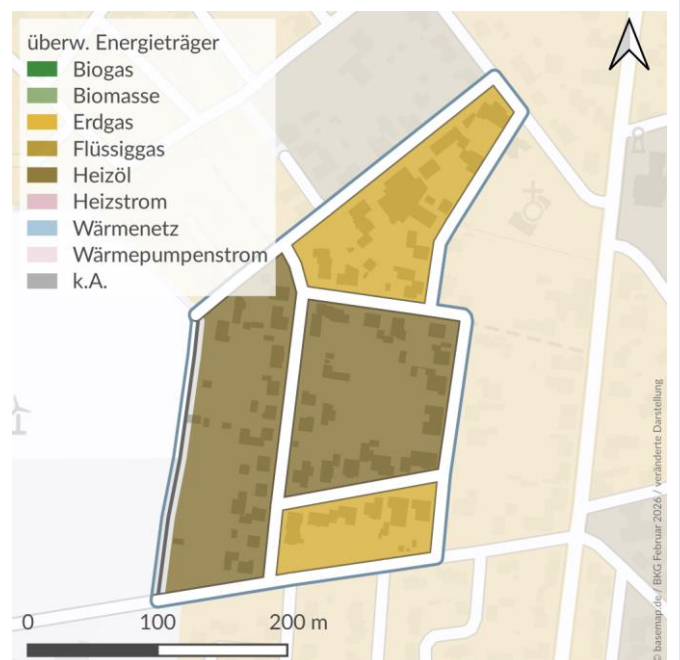 überw. Energieträger
Biogas
Biomasse
Erdgas
Flüssiggas
Heizöl
Heizstrom
Wärmenetz
Wärmepumpenstrom
k.A.
0 100 200 m
© basemap.de / BKG Februar 2026 / veränderte Darstellung